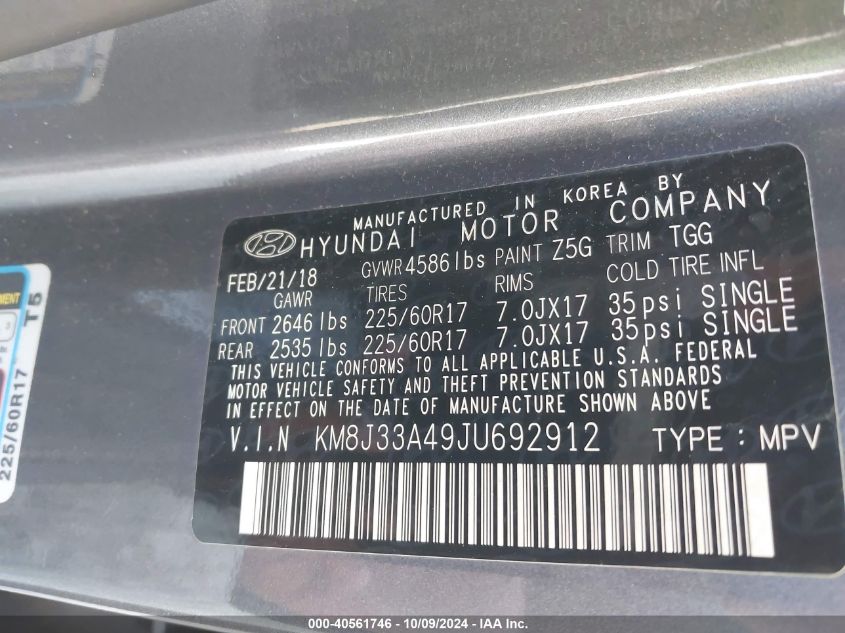 MANUFACTURED IN KOREA BY
HYUNDAI MOTOR COMPANY
FEB/21/18 GVWR 4586 lbs PAINT Z5G TRIM TGG
GAWR TIRES RIMS COLD TIRE INFL
FRONT 2646 lbs 225/60R17 7.0JX17 35psi SINGLE
REAR 2535 lbs 225/60R17 7.0JX17 35psi SINGLE
THIS VEHICLE CONFORMS TO ALL APPLICABLE U.S.A. FEDERAL
MOTOR VEHICLE SAFETY AND THEFT PREVENTION STANDARDS
IN EFFECT ON THE DATE OF MANUFACTURE SHOWN ABOVE
V.I.N KM8J33A49JU692912 TYPE : MPV
T5
225/60R17
000-40561746 - 10/09/2024 - IAA Inc.